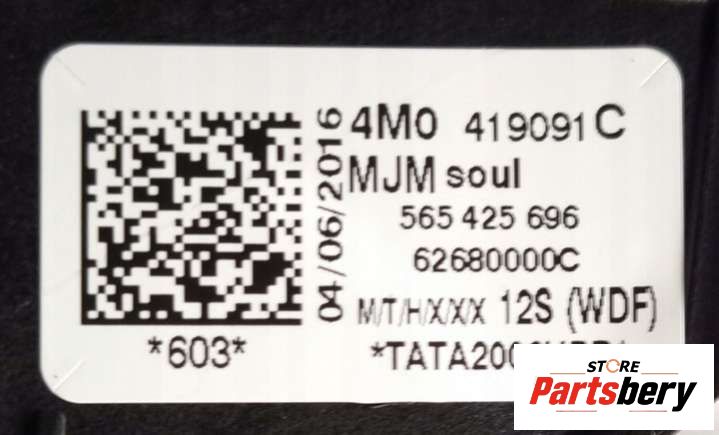 4M0 419091 C
MJM soul
565 425 696
62680000C
M/T/H/X/X/X 12S (WDF)
04/06/2016
*603*
STORE
Partsbery